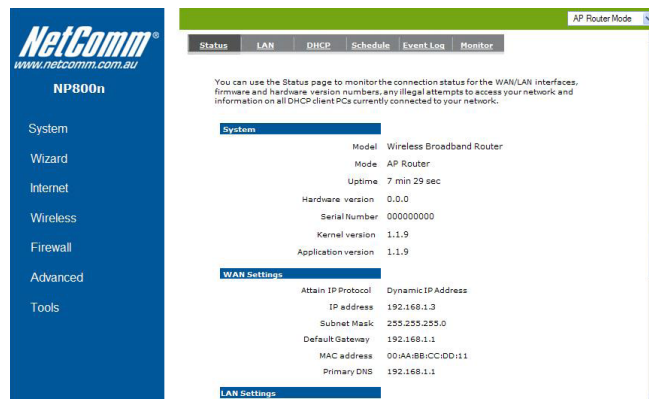 AP Router Mode
NetComm®
www.netcomm.com.au
NP800n
System
Wizard
Internet
Wireless
Firewall
Advanced
Tools
Status LAN DHCP Schedule Event Log Monitor
You can use the Status page to monitor the connection status for the WAN/LAN interfaces,
firmware and hardware version numbers, any illegal attempts to access your network and
information on all DHCP client PCs currently connected to your network.
System
Model Wireless Broadband Router
Mode AP Router
Uptime 7 min 29 sec
Hardware version 0.0.0
Serial Number 000000000
Kernel version 1.1.9
Application version 1.1.9
WAN Settings
Attain IP Protocol Dynamic IP Address
IP address 192.168.1.3
Subnet Mask 255.255.255.0
Default Gateway 192.168.1.1
MAC address 00:AA:BB:CC:DD:11
Primary DNS 192.168.1.1
LAN Settings